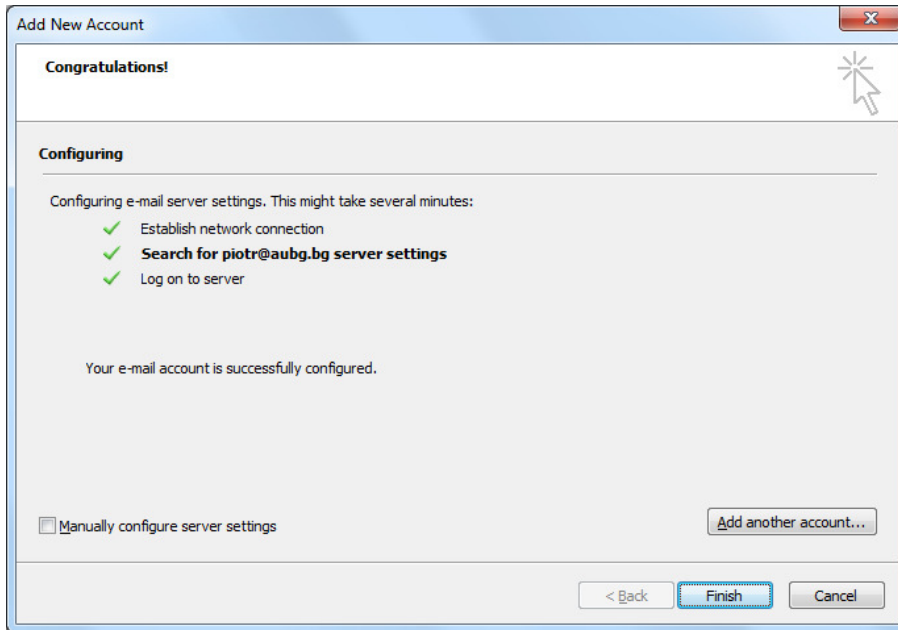 Add New Account
Congratulations!
Configuring
Configuring e-mail server settings. This might take several minutes:
Establish network connection
Search for piotr@aubg.bg server settings
Log on to server
Your e-mail account is successfully configured.
Manually configure server settings
Add another account...
< Back
Finish
Cancel